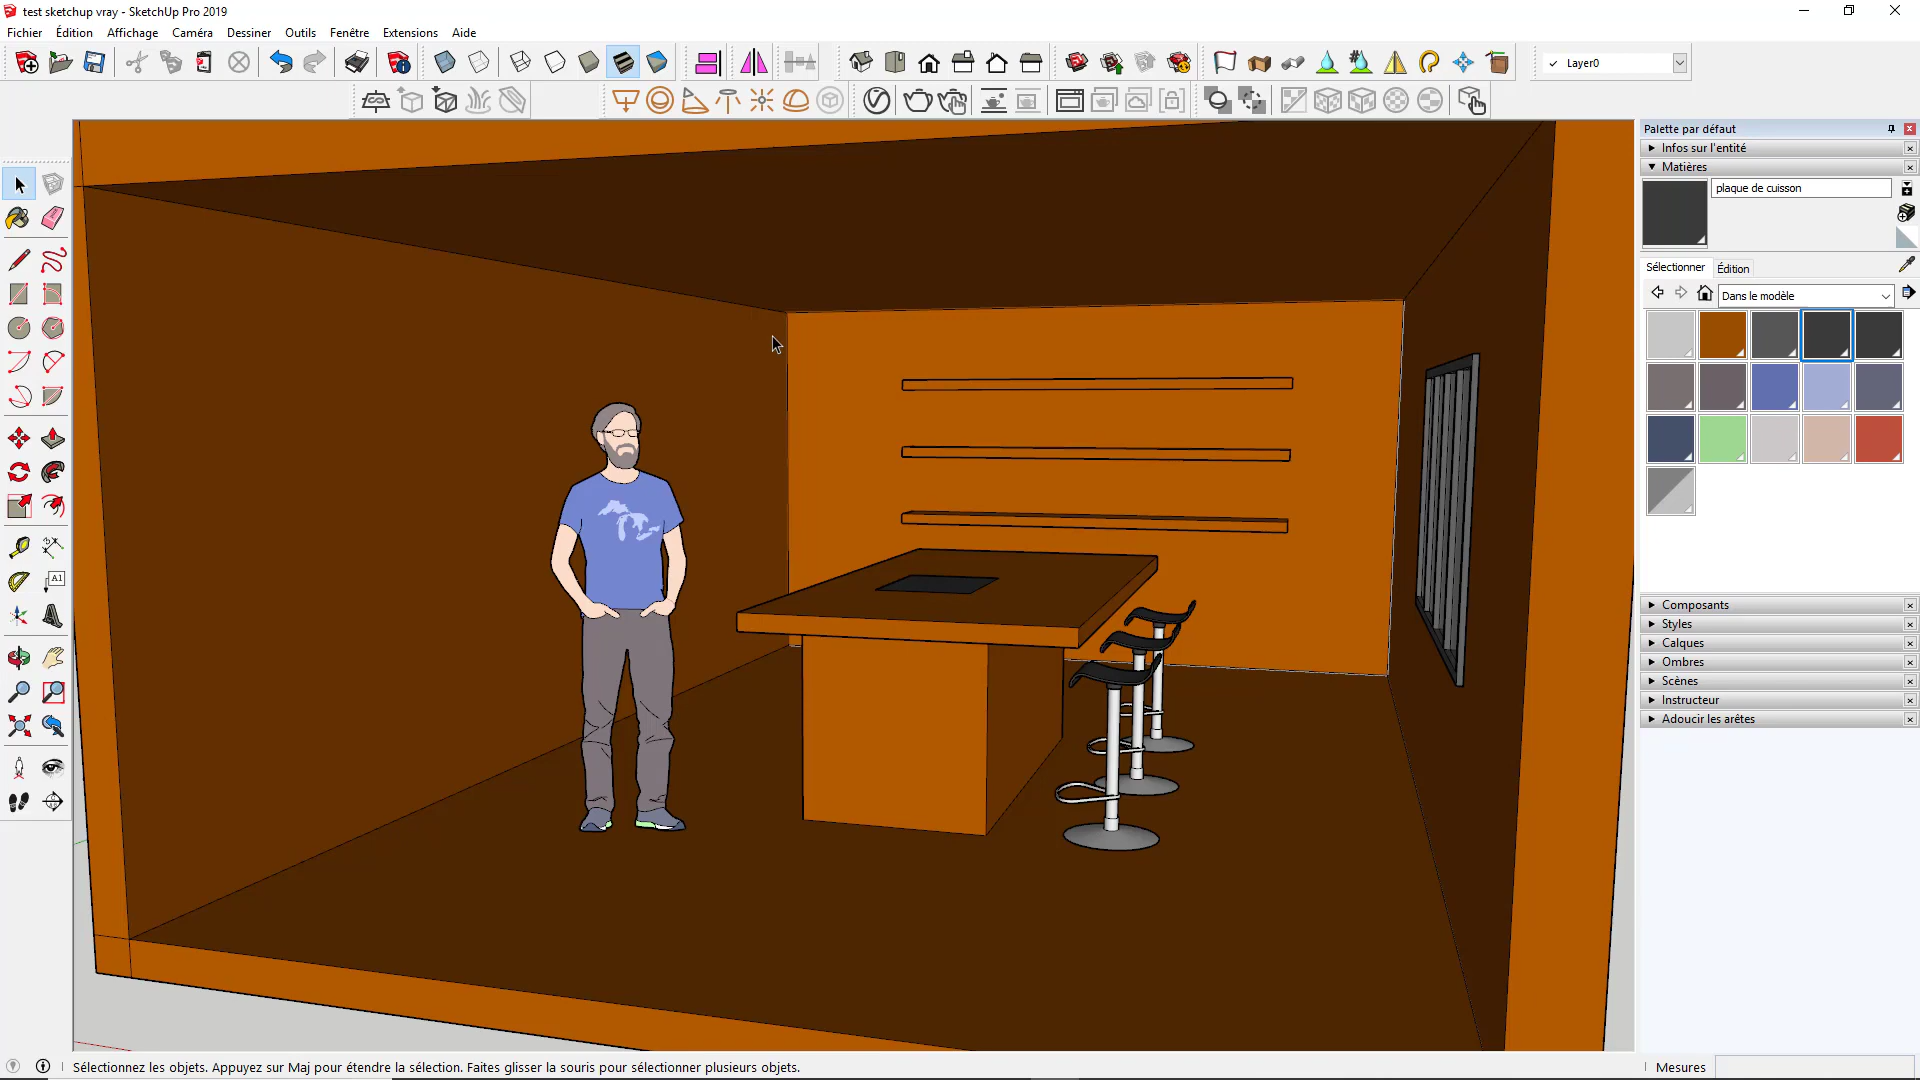 test sketchup vray - SketchUp Pro 2019
Fichier Édition Affichage Caméra Dessiner Outils Fenêtre Extensions Aide
Layer0
Palette par défaut
Infos sur l'entité
Matières
plaque de cuisson
Sélectionner Édition
Dans le modèle
A1
Composants
Styles
Calques
Ombres
Scènes
Instructeur
Adoucir les arêtes
Sélectionnez les objets. Appuyez sur Maj pour étendre la sélection. Faites glisser la souris pour sélectionner plusieurs objets.
Mesures